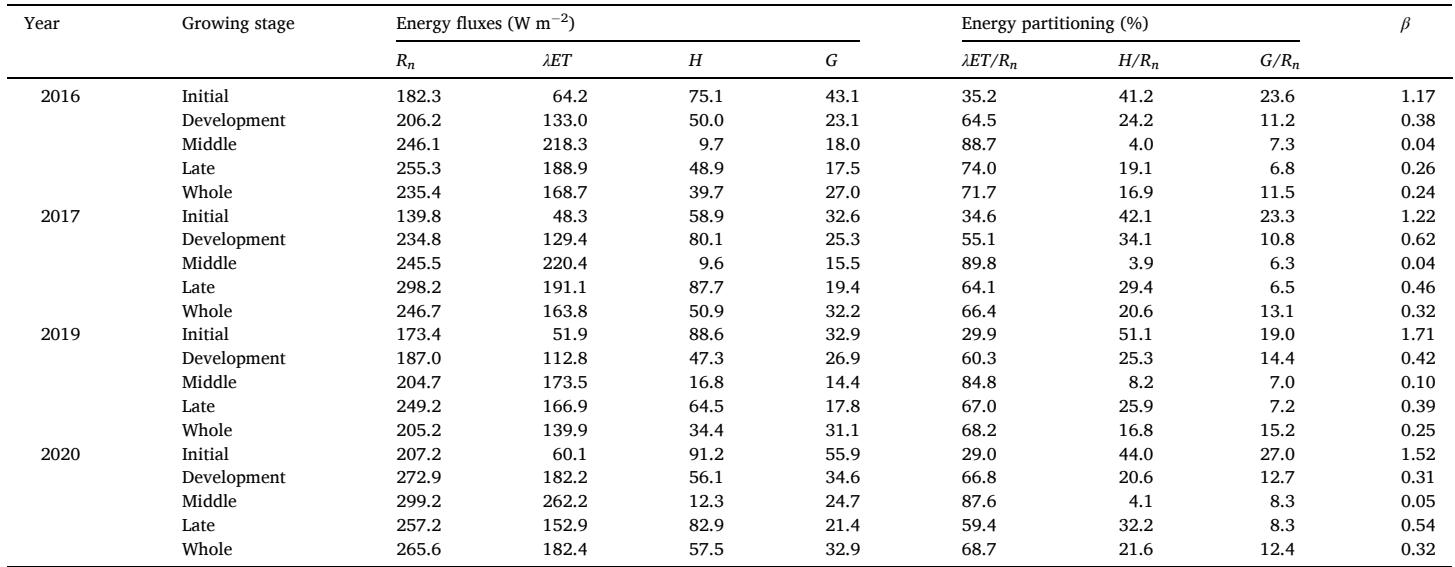 Year Growing stage Energy fluxes (W m−2) Energy partitioning (%) β
Rn λET H G λET/Rn H/Rn G/Rn
2016 Initial 182.3 64.2 75.1 43.1 35.2 41.2 23.6 1.17
Development 206.2 133.0 50.0 23.1 64.5 24.2 11.2 0.38
Middle 246.1 218.3 9.7 18.0 88.7 4.0 7.3 0.04
Late 255.3 188.9 48.9 17.5 74.0 19.1 6.8 0.26
Whole 235.4 168.7 39.7 27.0 71.7 16.9 11.5 0.24
2017 Initial 139.8 48.3 58.9 32.6 34.6 42.1 23.3 1.22
Development 234.8 129.4 80.1 25.3 55.1 34.1 10.8 0.62
Middle 245.5 220.4 9.6 15.5 89.8 3.9 6.3 0.04
Late 298.2 191.1 87.7 19.4 64.1 29.4 6.5 0.46
Whole 246.7 163.8 50.9 32.2 66.4 20.6 13.1 0.32
2019 Initial 173.4 51.9 88.6 32.9 29.9 51.1 19.0 1.71
Development 187.0 112.8 47.3 26.9 60.3 25.3 14.4 0.42
Middle 204.7 173.5 16.8 14.4 84.8 8.2 7.0 0.10
Late 249.2 166.9 64.5 17.8 67.0 25.9 7.2 0.39
Whole 205.2 139.9 34.4 31.1 68.2 16.8 15.2 0.25
2020 Initial 207.2 60.1 91.2 55.9 29.0 44.0 27.0 1.52
Development 272.9 182.2 56.1 34.6 66.8 20.6 12.7 0.31
Middle 299.2 262.2 12.3 24.7 87.6 4.1 8.3 0.05
Late 257.2 152.9 82.9 21.4 59.4 32.2 8.3 0.54
Whole 265.6 182.4 57.5 32.9 68.7 21.6 12.4 0.32